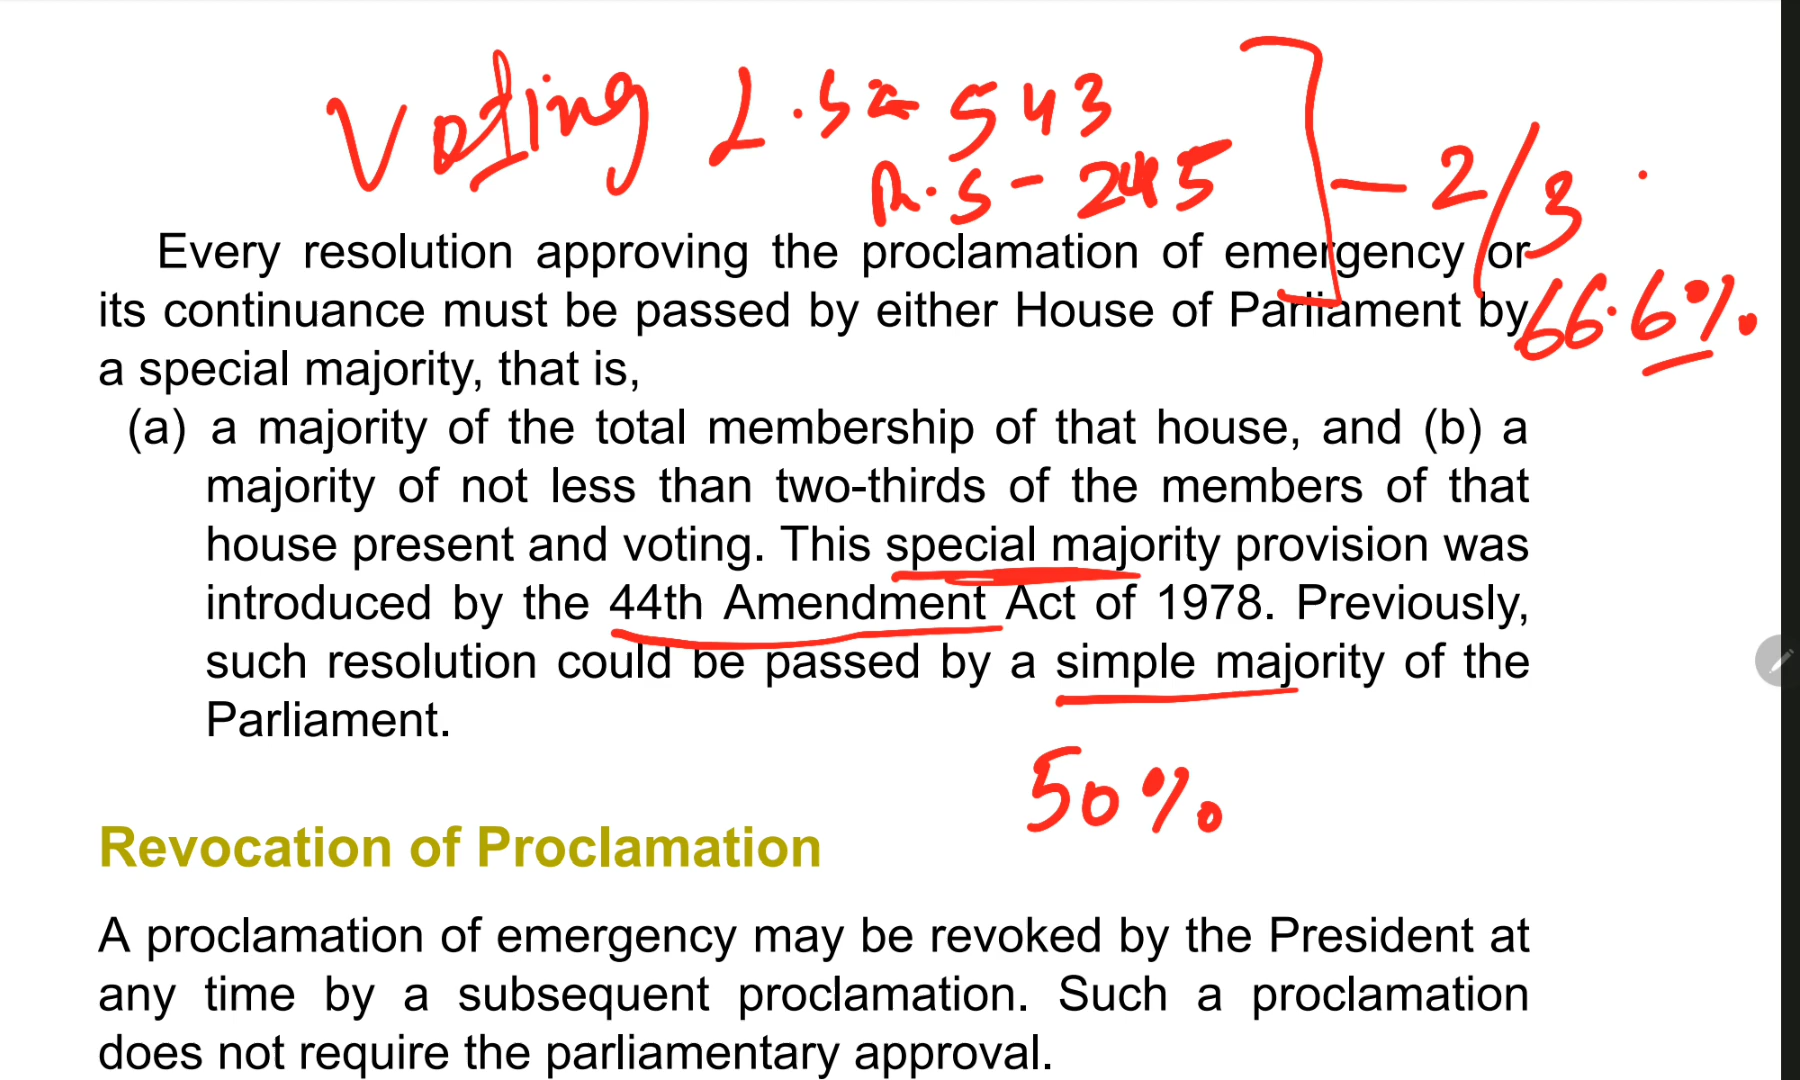 Voting L.S = 543
R.S - 245
- 2/3
66.6%
Every resolution approving the proclamation of emergency or
its continuance must be passed by either House of Parliament by
a special majority, that is,
(a) a majority of the total membership of that house, and (b) a
majority of not less than two-thirds of the members of that
house present and voting. This special majority provision was
introduced by the 44th Amendment Act of 1978. Previously,
such resolution could be passed by a simple majority of the
Parliament.
50%
Revocation of Proclamation
A proclamation of emergency may be revoked by the President at
any time by a subsequent proclamation. Such a proclamation
does not require the parliamentary approval.